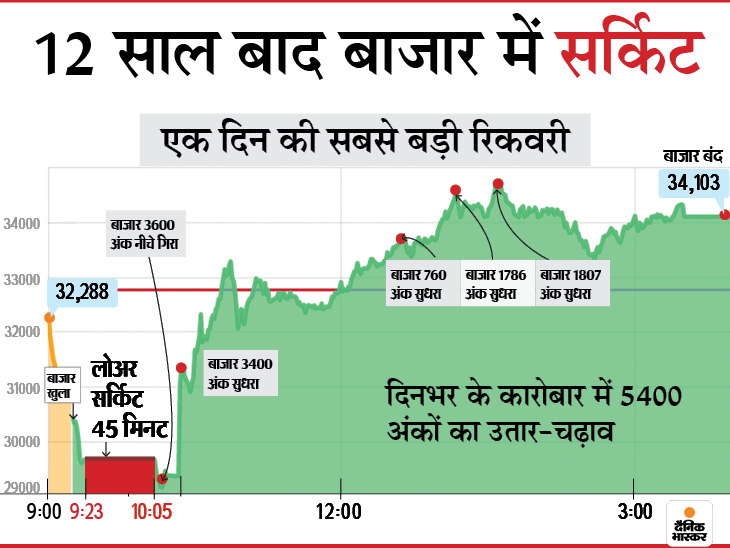 12 साल बाद बाजार में सर्किट
एक दिन की सबसे बड़ी रिकवरी
बाजार बंद
34,103
34000
33000
32000
31000
30000
29000
बाजार 3600
अंक नीचे गिरा
32,288
बाजार 760
अंक सुधरा
बाजार 1786
अंक सुधरा
बाजार 1807
अंक सुधरा
बाजार
खुला
लोअर
सर्किट
45 मिनट
बाजार 3400
अंक सुधरा
दिनभर के कारोबार में 5400
अंकों का उतार-चढ़ाव
9:00 9:23 10:05 12:00 3:00
दैनिक
भास्कर